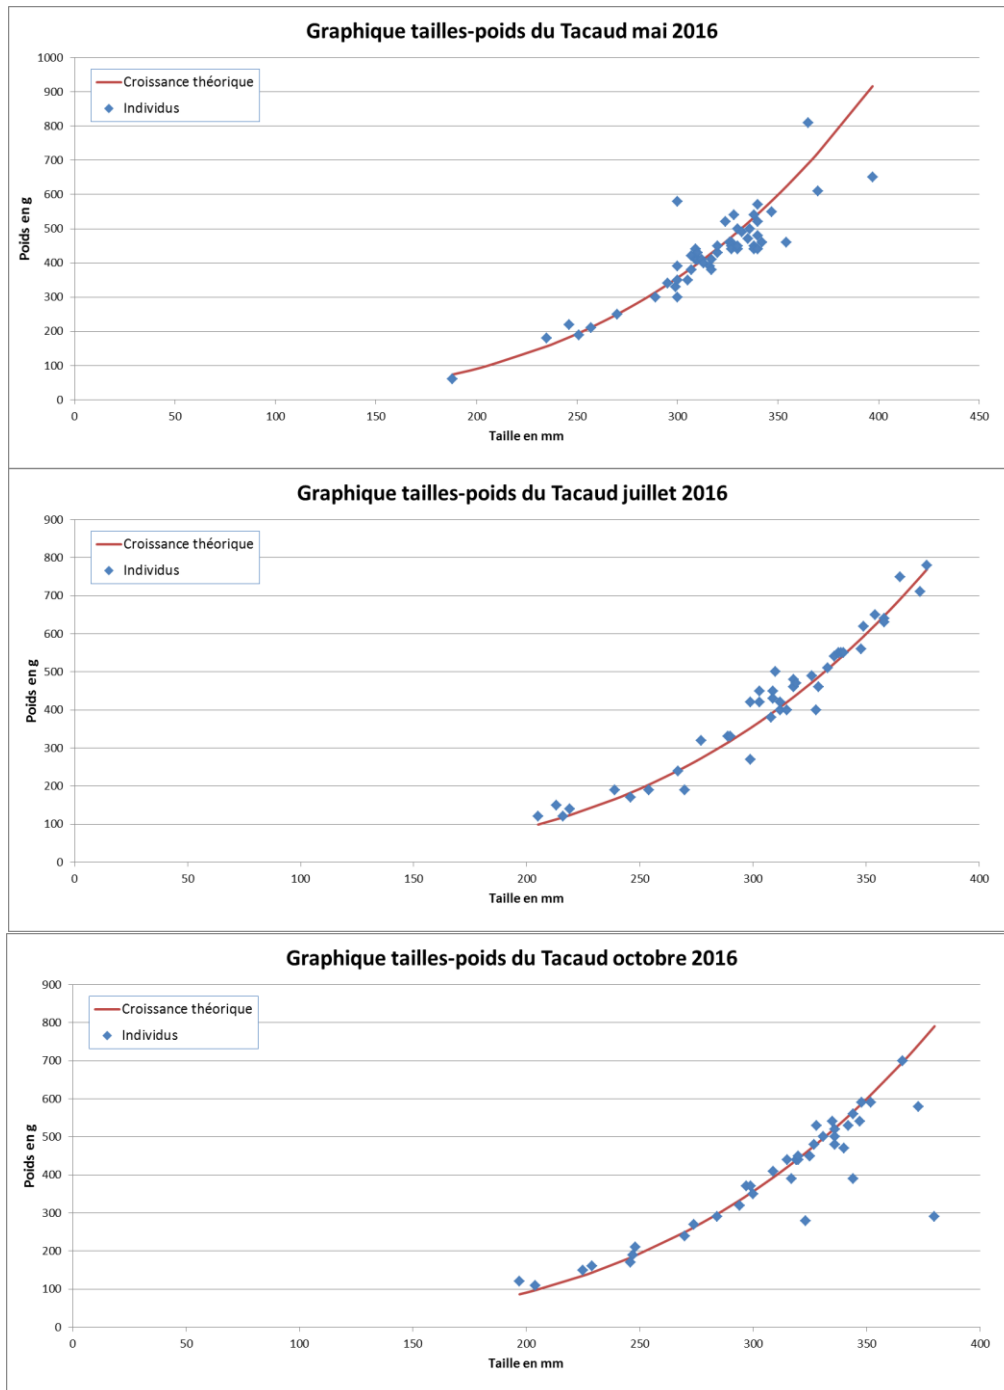 Graphique tailles-poids du Tacaud mai 2016
1000
900
800
700
600
500
400
300
200
100
0
Poids en g
Croissance théorique
Individus
0 50 100 150 200 250 300 350 400 450
Taille en mm
Graphique tailles-poids du Tacaud juillet 2016
900
800
700
600
500
400
300
200
100
0
Poids en g
Croissance théorique
Individus
0 50 100 150 200 250 300 350 400
Taille en mm
Graphique tailles-poids du Tacaud octobre 2016
900
800
700
600
500
400
300
200
100
0
Poids en g
Croissance théorique
Individus
0 50 100 150 200 250 300 350 400
Taille en mm